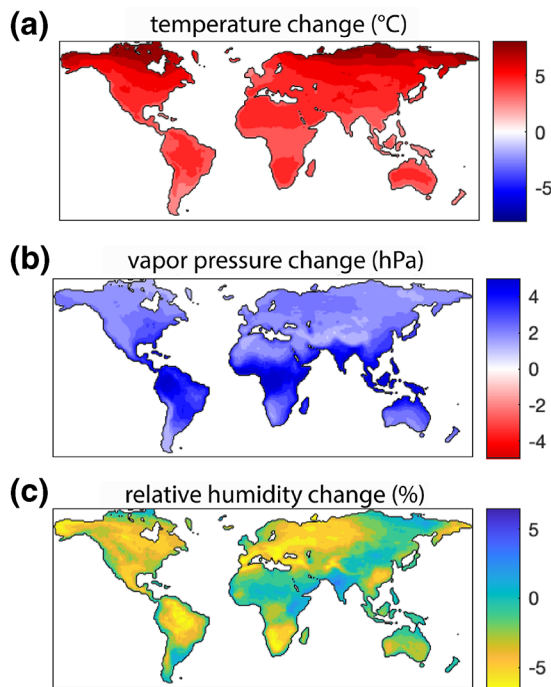 (a)
temperature change (°C)
5
0
-5
(b)
vapor pressure change (hPa)
4
2
0
-2
-4
(c)
relative humidity change (%)
5
0
-5